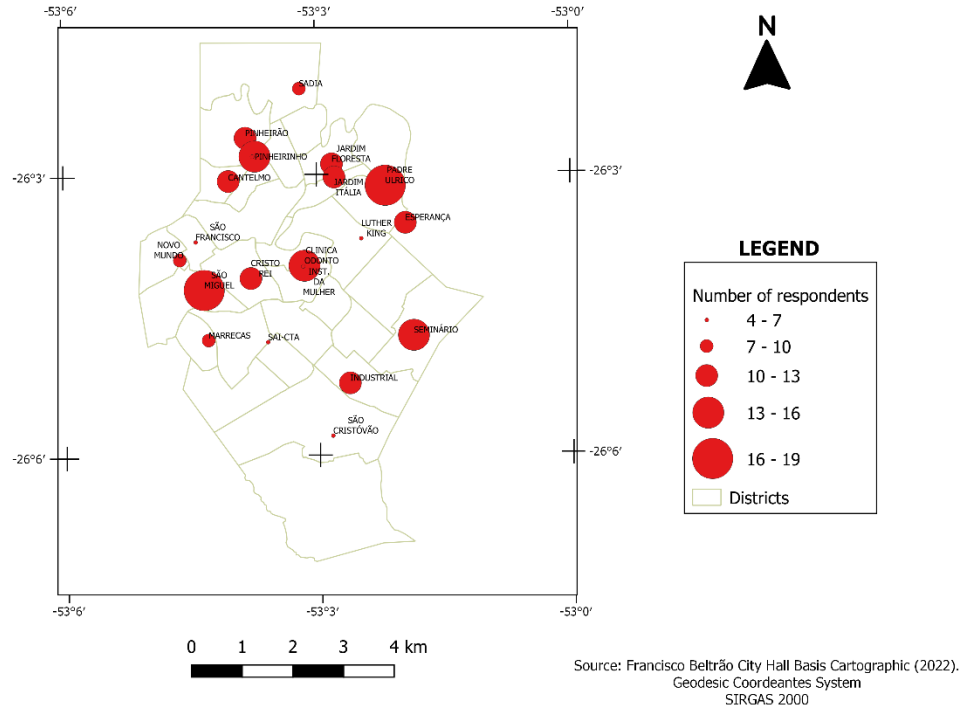 -53°6′
-53°3′
-53°0′
N
SADIA
PINHEIRÃO
PINHEIRINHO
JARDIM
FLORESTA
PADRE
ULRICO
-26°3′
-26°3′
CANTELMO
JARDIM
ITÁLIA
ESPERANÇA
LUTHER
KING
SÃO
FRANCISCO
NOVO
MUNDO
CRISTO
REI
CLINICA
ODONTO
INST.
DA
MULHER
SÃO
MIGUEL
SEMINÁRIO
MARRECAS
SAI-CTA
INDUSTRIAL
SÃO
CRISTÓVÃO
-26°6′
-26°6′
-53°6′
-53°3′
-53°0′
LEGEND
Number of respondents
4 - 7
7 - 10
10 - 13
13 - 16
16 - 19
Districts
0 1 2 3 4 km
Source: Francisco Beltrão City Hall Basis Cartographic (2022).
Geodesic Coordeantes System
SIRGAS 2000